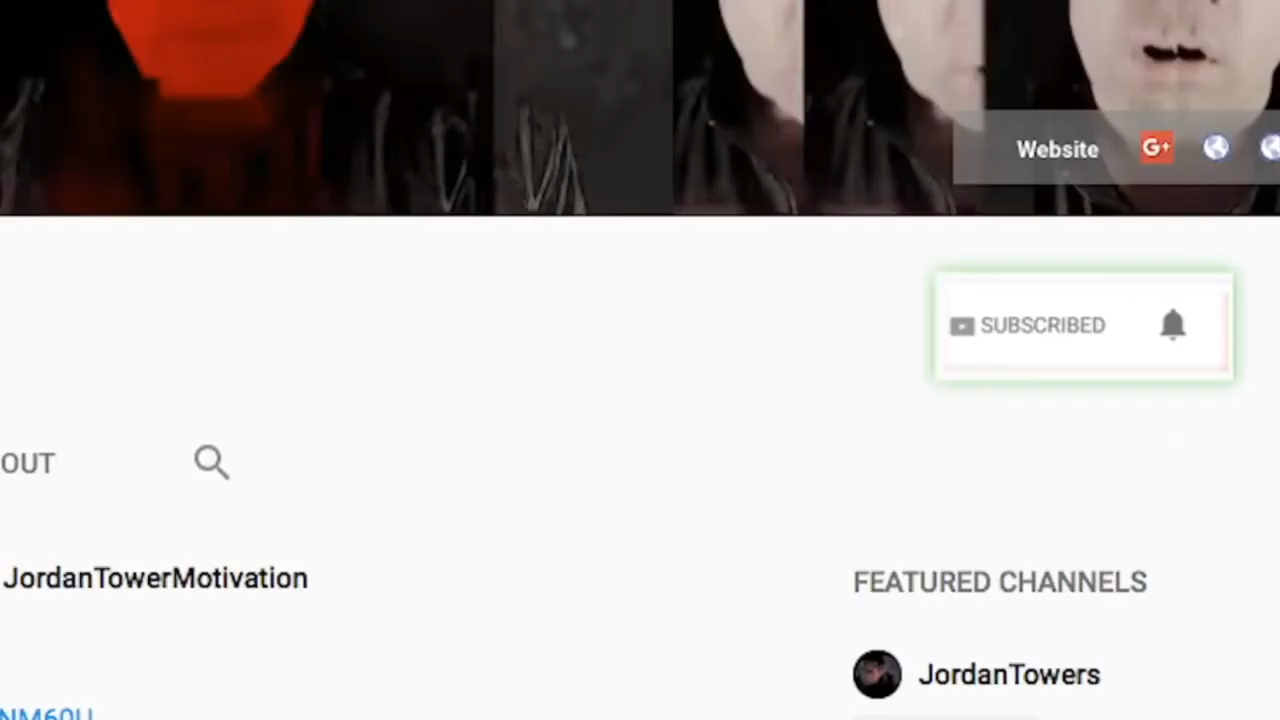 Website G+
SUBSCRIBED
OUT
JordanTowerMotivation
FEATURED CHANNELS
JordanTowers